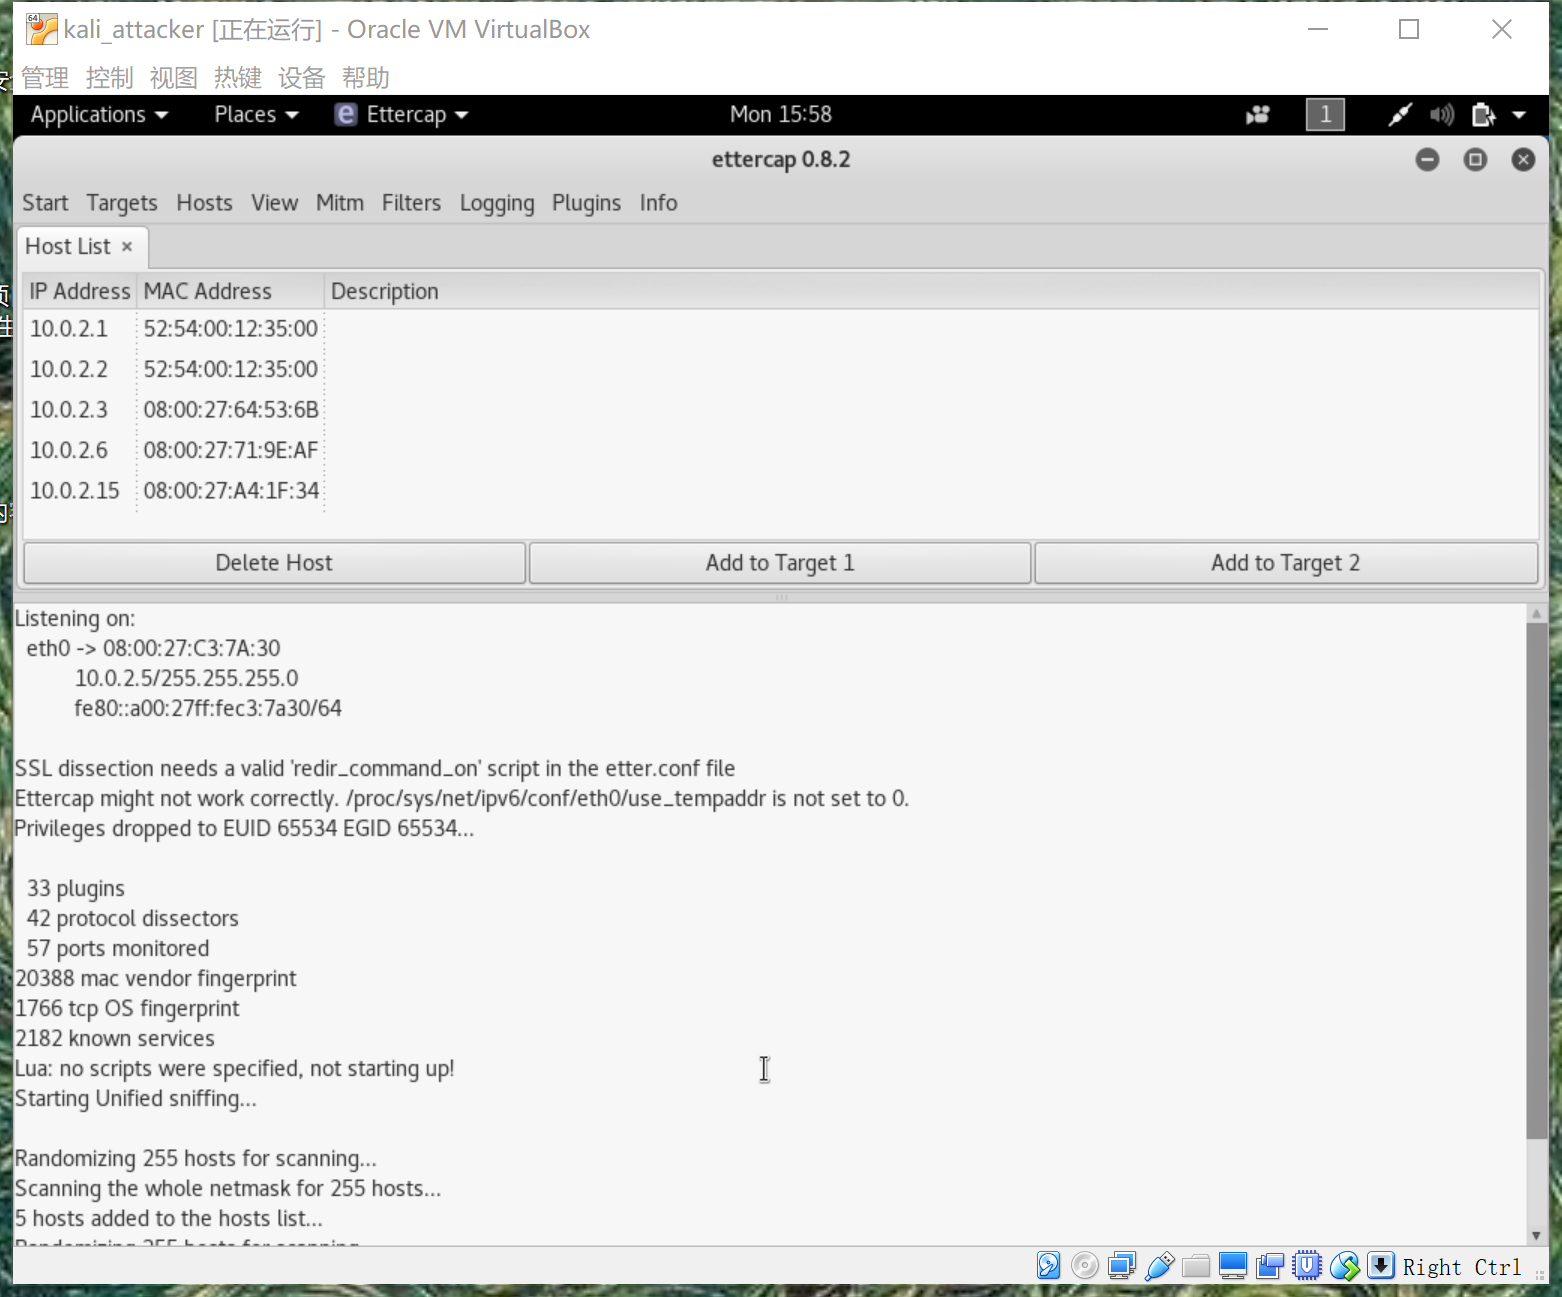 kali_attacker [正在运行] - Oracle VM VirtualBox
管理 控制 视图 热键 设备 帮助
Applications Places Ettercap Mon 15:58 1
ettercap 0.8.2
Start Targets Hosts View Mitm Filters Logging Plugins Info
Host List ×
IP Address MAC Address Description
10.0.2.1 52:54:00:12:35:00
10.0.2.2 52:54:00:12:35:00
10.0.2.3 08:00:27:64:53:6B
10.0.2.6 08:00:27:71:9E:AF
10.0.2.15 08:00:27:A4:1F:34
Delete Host Add to Target 1 Add to Target 2
Listening on:
eth0 -> 08:00:27:C3:7A:30
10.0.2.5/255.255.255.0
fe80::a00:27ff:fec3:7a30/64
SSL dissection needs a valid 'redir_command_on' script in the etter.conf file
Ettercap might not work correctly. /proc/sys/net/ipv6/conf/eth0/use_tempaddr is not set to 0.
Privileges dropped to EUID 65534 EGID 65534...
33 plugins
42 protocol dissectors
57 ports monitored
20388 mac vendor fingerprint
1766 tcp OS fingerprint
2182 known services
Lua: no scripts were specified, not starting up!
Starting Unified sniffing...
Randomizing 255 hosts for scanning...
Scanning the whole netmask for 255 hosts...
5 hosts added to the hosts list...
Right Ctrl